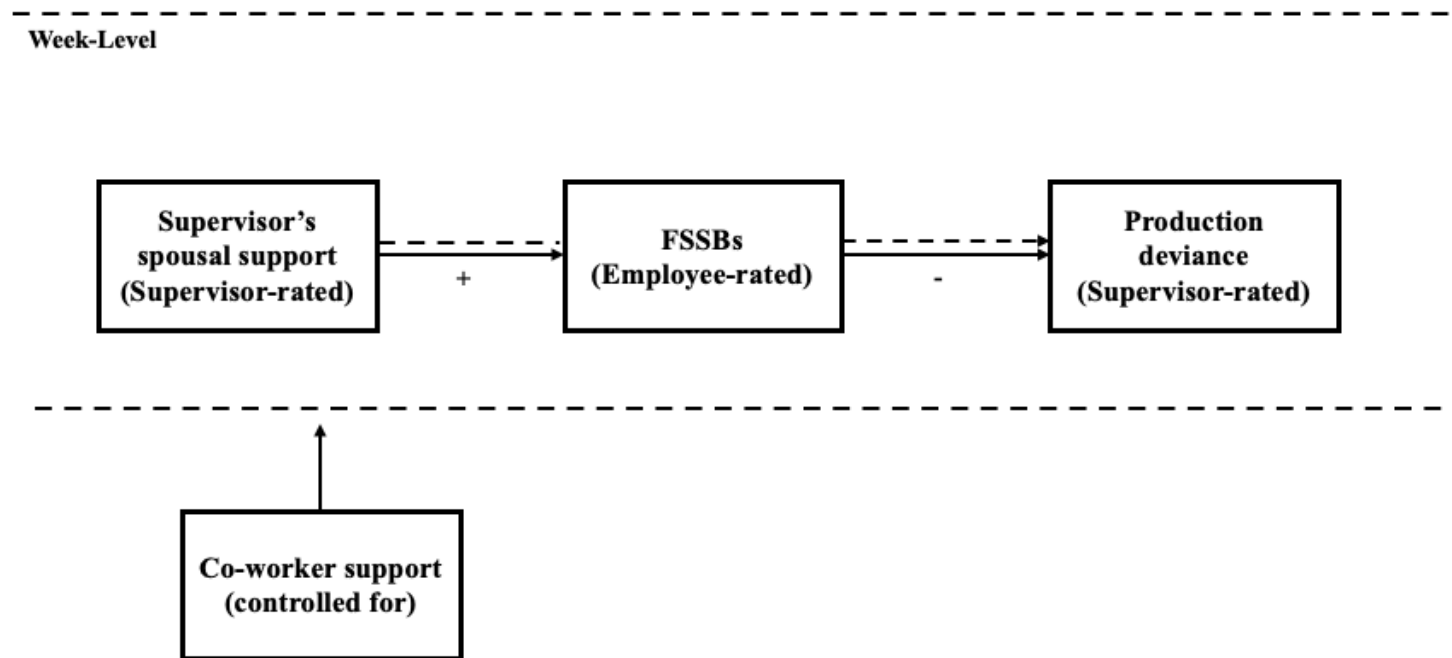 Week-Level
Supervisor’s
spousal support
(Supervisor-rated)
+
FSSBs
(Employee-rated)
-
Production
deviance
(Supervisor-rated)
Co-worker support
(controlled for)